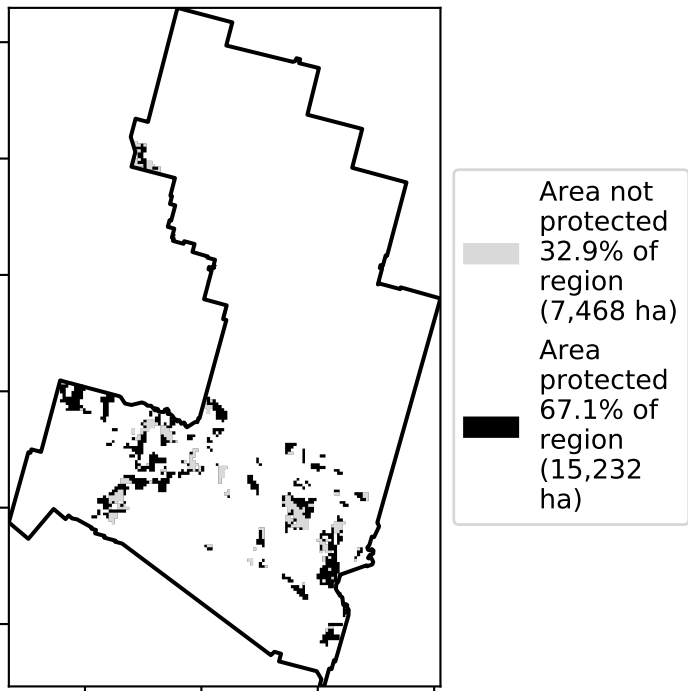 Area not
protected
32.9% of
region
(7,468 ha)
Area
protected
67.1% of
region
(15,232
ha)